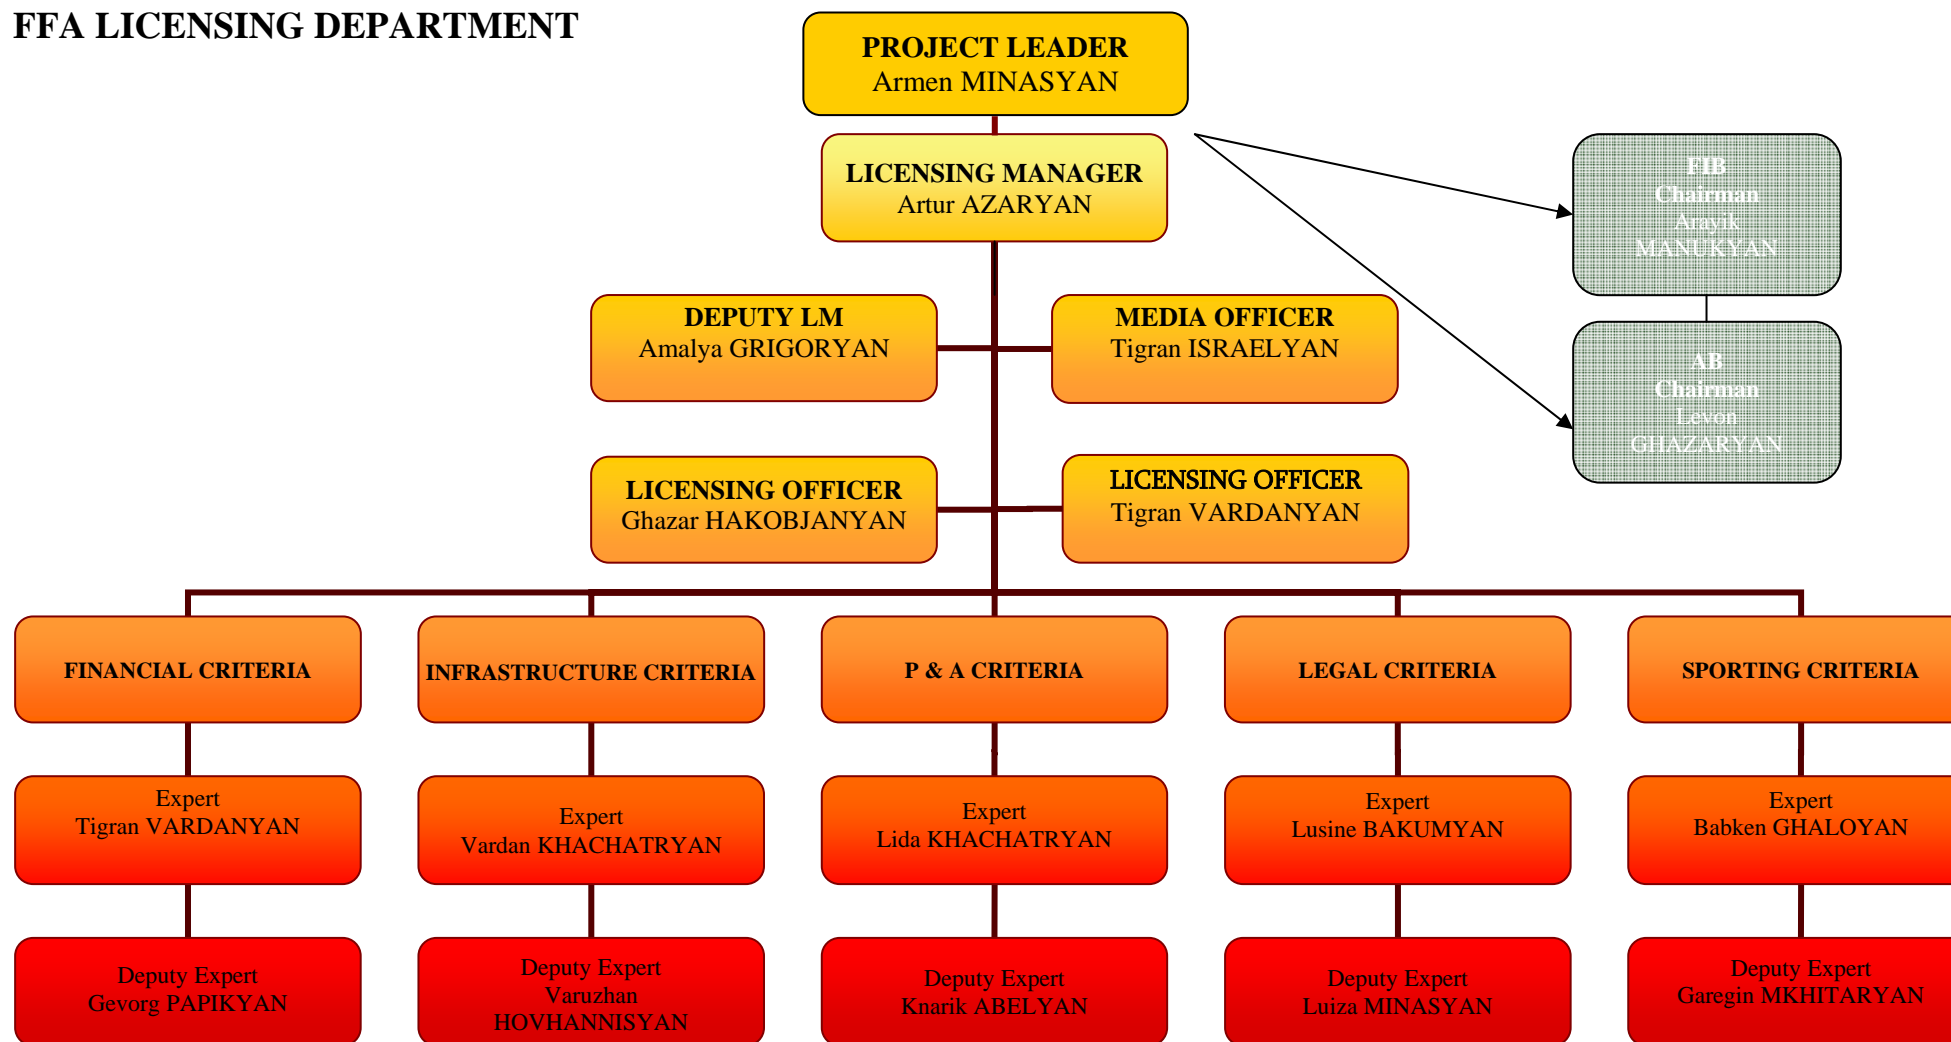 FFA LICENSING DEPARTMENT
PROJECT LEADER
Armen MINASYAN
LICENSING MANAGER
Artur AZARYAN
FIB
Chairman
Arayik
MANUKYAN
DEPUTY LM
Amalya GRIGORYAN
MEDIA OFFICER
Tigran ISRAELYAN
AB
Chairman
Levon
GHAZARYAN
LICENSING OFFICER
Ghazar HAKOBJANYAN
LICENSING OFFICER
Tigran VARDANYAN
FINANCIAL CRITERIA
INFRASTRUCTURE CRITERIA
P & A CRITERIA
LEGAL CRITERIA
SPORTING CRITERIA
Expert
Tigran VARDANYAN
Expert
Vardan KHACHATRYAN
Expert
Lida KHACHATRYAN
Expert
Lusine BAKUMYAN
Expert
Babken GHALOYAN
Deputy Expert
Gevorg PAPIKYAN
Deputy Expert
Varuzhan
HOVHANNISYAN
Deputy Expert
Knarik ABELYAN
Deputy Expert
Luiza MINASYAN
Deputy Expert
Garegin MKHITARYAN